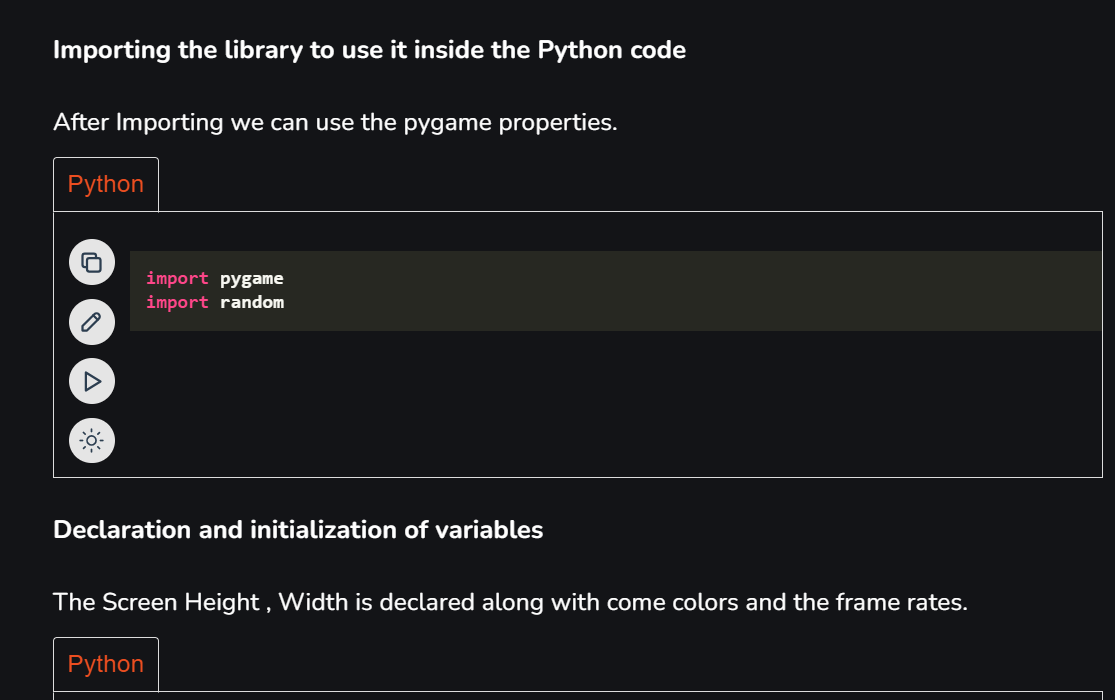 Importing the library to use it inside the Python code
After Importing we can use the pygame properties.
Python
import pygame
import random
Declaration and initialization of variables
The Screen Height , Width is declared along with come colors and the frame rates.
Python